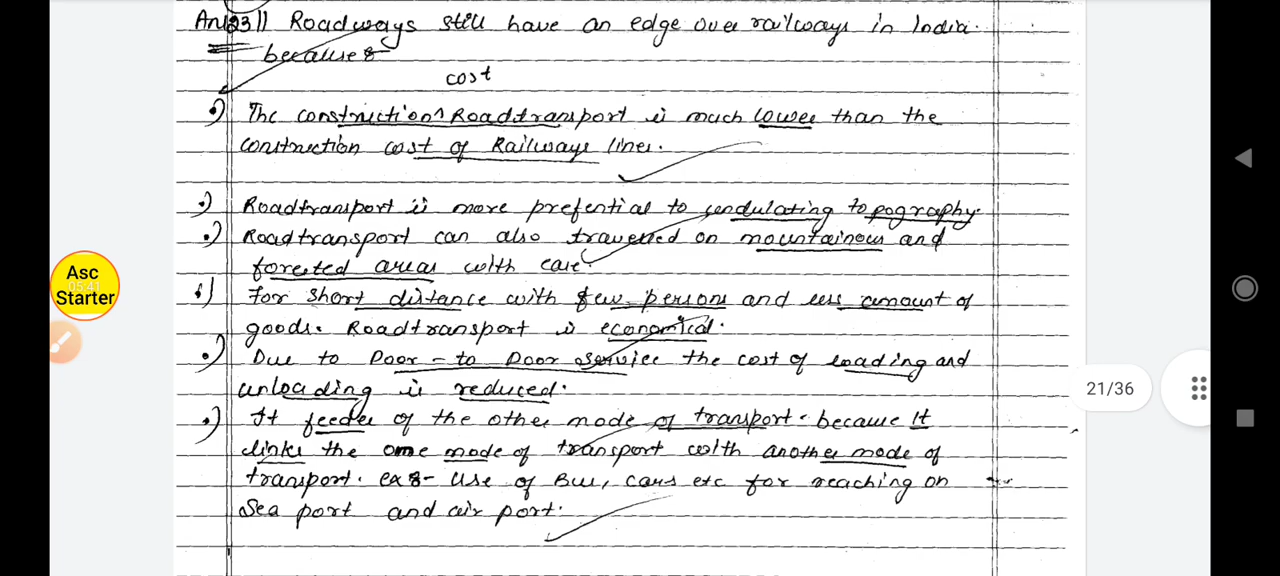 Ans23|| Roadways still have an edge over railways in India
because:
cost
•) The construction^ Roadtransport is much lower than the
construction cost of Railways lines.
•) Roadtransport is more prefential to undulating topography.
•) Roadtransport can also travelled on mountainous and
forested areas with care.
•) for short distance with few persons and less amount of
goods. Roadtransport is economical.
•) Due to Door-to Door service the cost of loading and
unloading is reduced.
•) It feeder of the other mode of transport. because It
links the one mode of transport with another mode of
transport. ex:- Use of Bus, cars etc for reaching on
Sea port and air port.
Asc
05:41
Starter
21/36